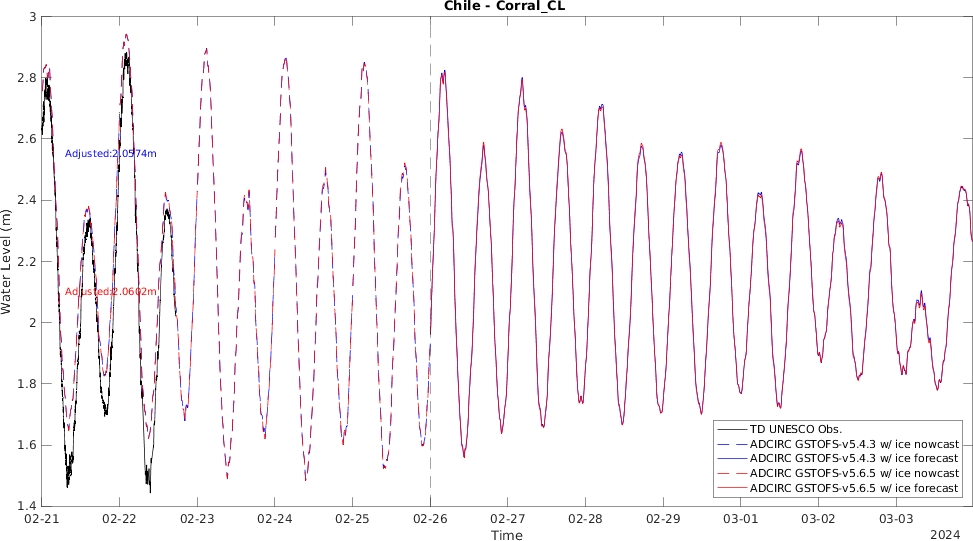 Chile - Corral_CL
3
2.8
2.6
2.4
2.2
2
1.8
1.6
1.4
Water Level (m)
Adjusted:2.0574m
Adjusted:2.0602m
TD UNESCO Obs.
ADCIRC GSTOFS-v5.4.3 w/ ice nowcast
ADCIRC GSTOFS-v5.4.3 w/ ice forecast
ADCIRC GSTOFS-v5.6.5 w/ ice nowcast
ADCIRC GSTOFS-v5.6.5 w/ ice forecast
02-21 02-22 02-23 02-24 02-25 02-26 02-27 02-28 02-29 03-01 03-02 03-03
Time
2024